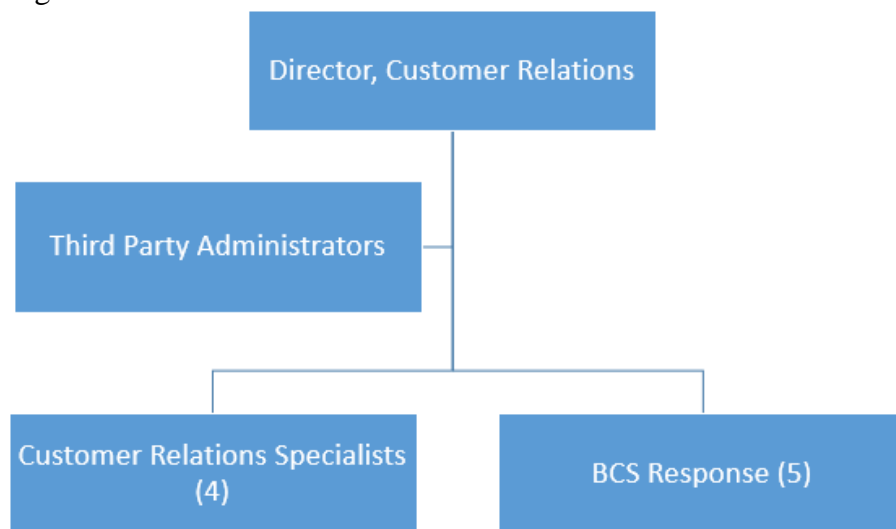 Director, Customer Relations
Third Party Administrators
Customer Relations Specialists
(4)
BCS Response (5)